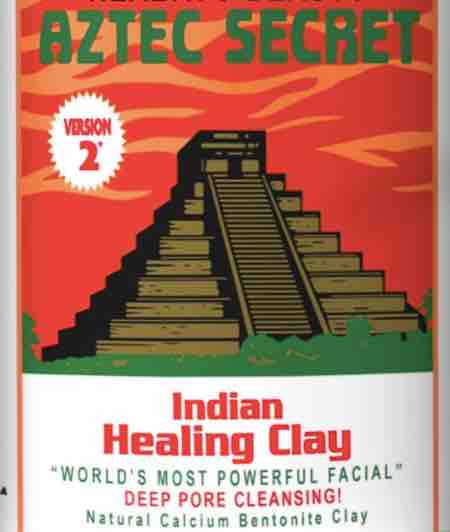 AZTEC SECRET
VERSION
2*
Indian
Healing Clay
"WORLD'S MOST POWERFUL FACIAL"
DEEP PORE CLEANSING!
Natural Calcium Bentonite Clay